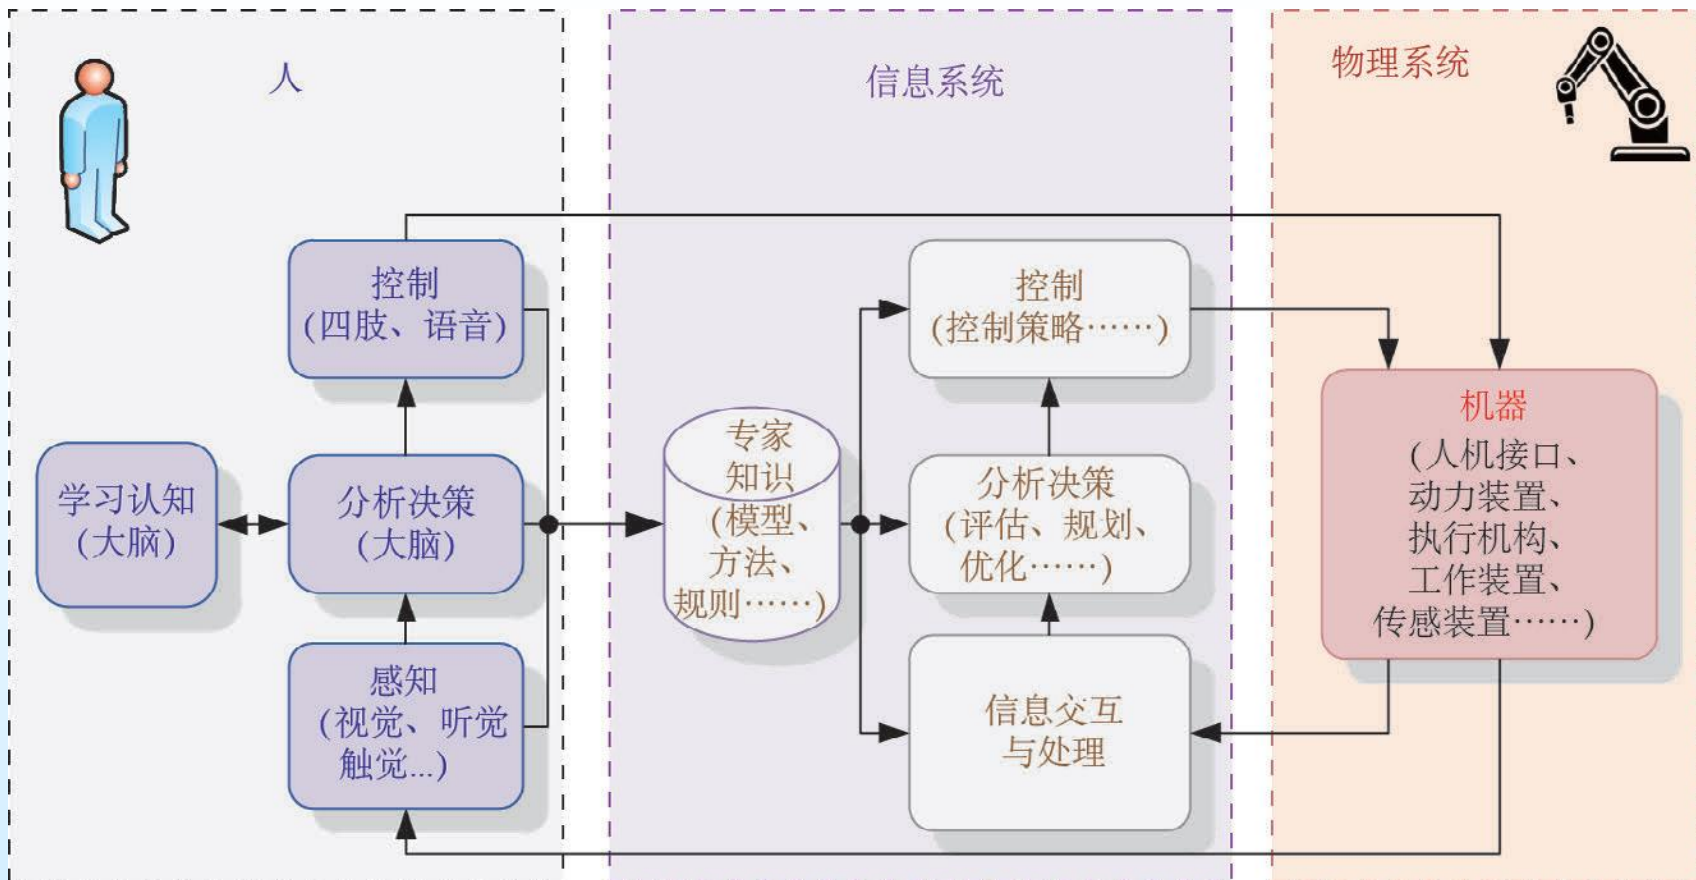 人
信息系统
物理系统
控制
(四肢、语音)
学习认知
(大脑)
分析决策
(大脑)
感知
(视觉、听觉
触觉...)
专家
知识
(模型、
方法、
规则……)
控制
(控制策略……)
分析决策
(评估、规划、
优化……)
信息交互
与处理
机器
(人机接口、
动力装置、
执行机构、
工作装置、
传感装置……)